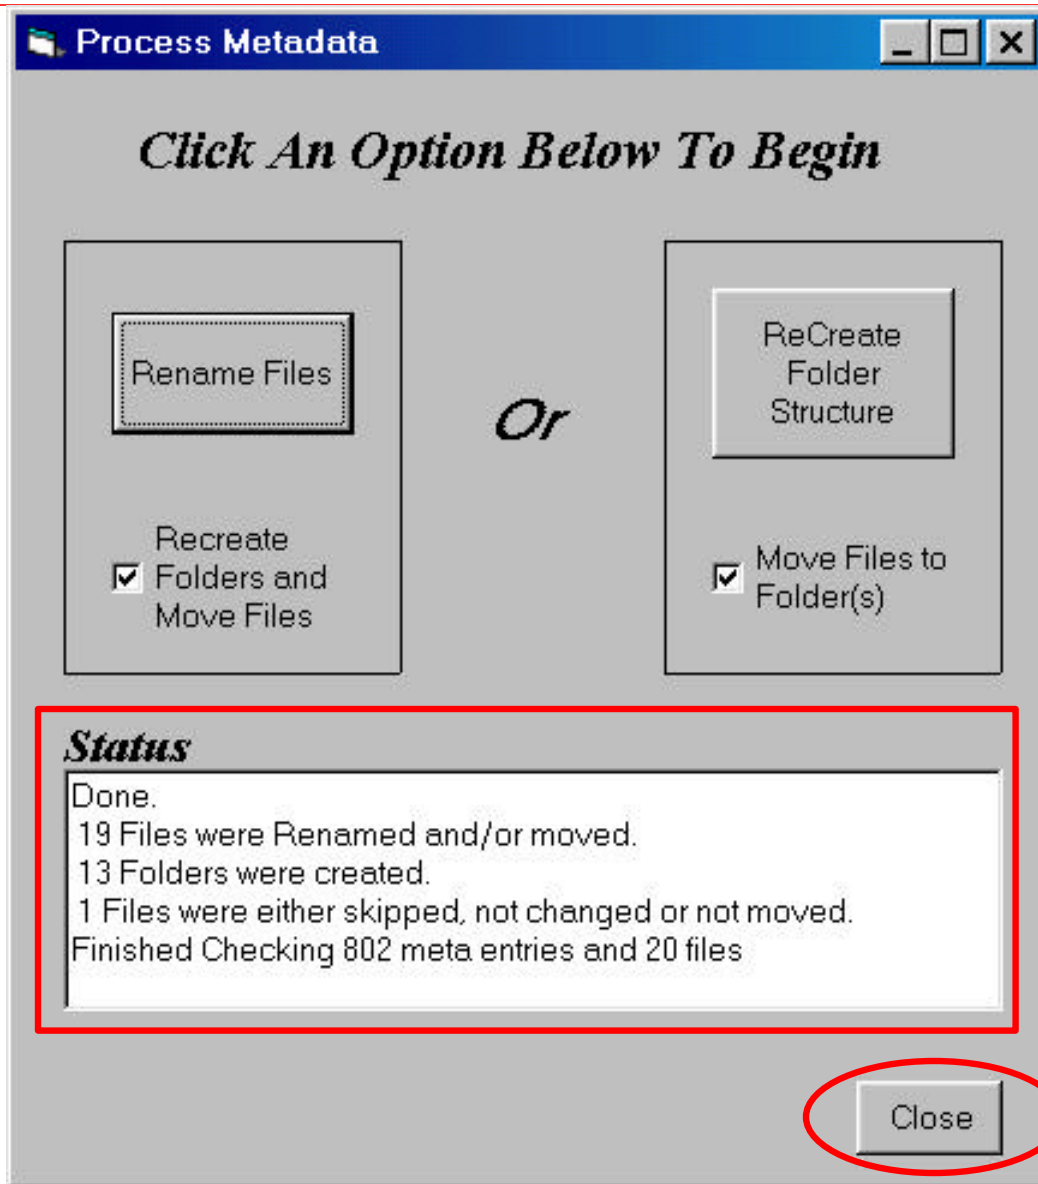 Process Metadata
Click An Option Below To Begin
Rename Files
Recreate
Folders and
Move Files
Or
ReCreate
Folder
Structure
Move Files to
Folder(s)
Status
Done.
19 Files were Renamed and/or moved.
13 Folders were created.
1 Files were either skipped, not changed or not moved.
Finished Checking 802 meta entries and 20 files
Close